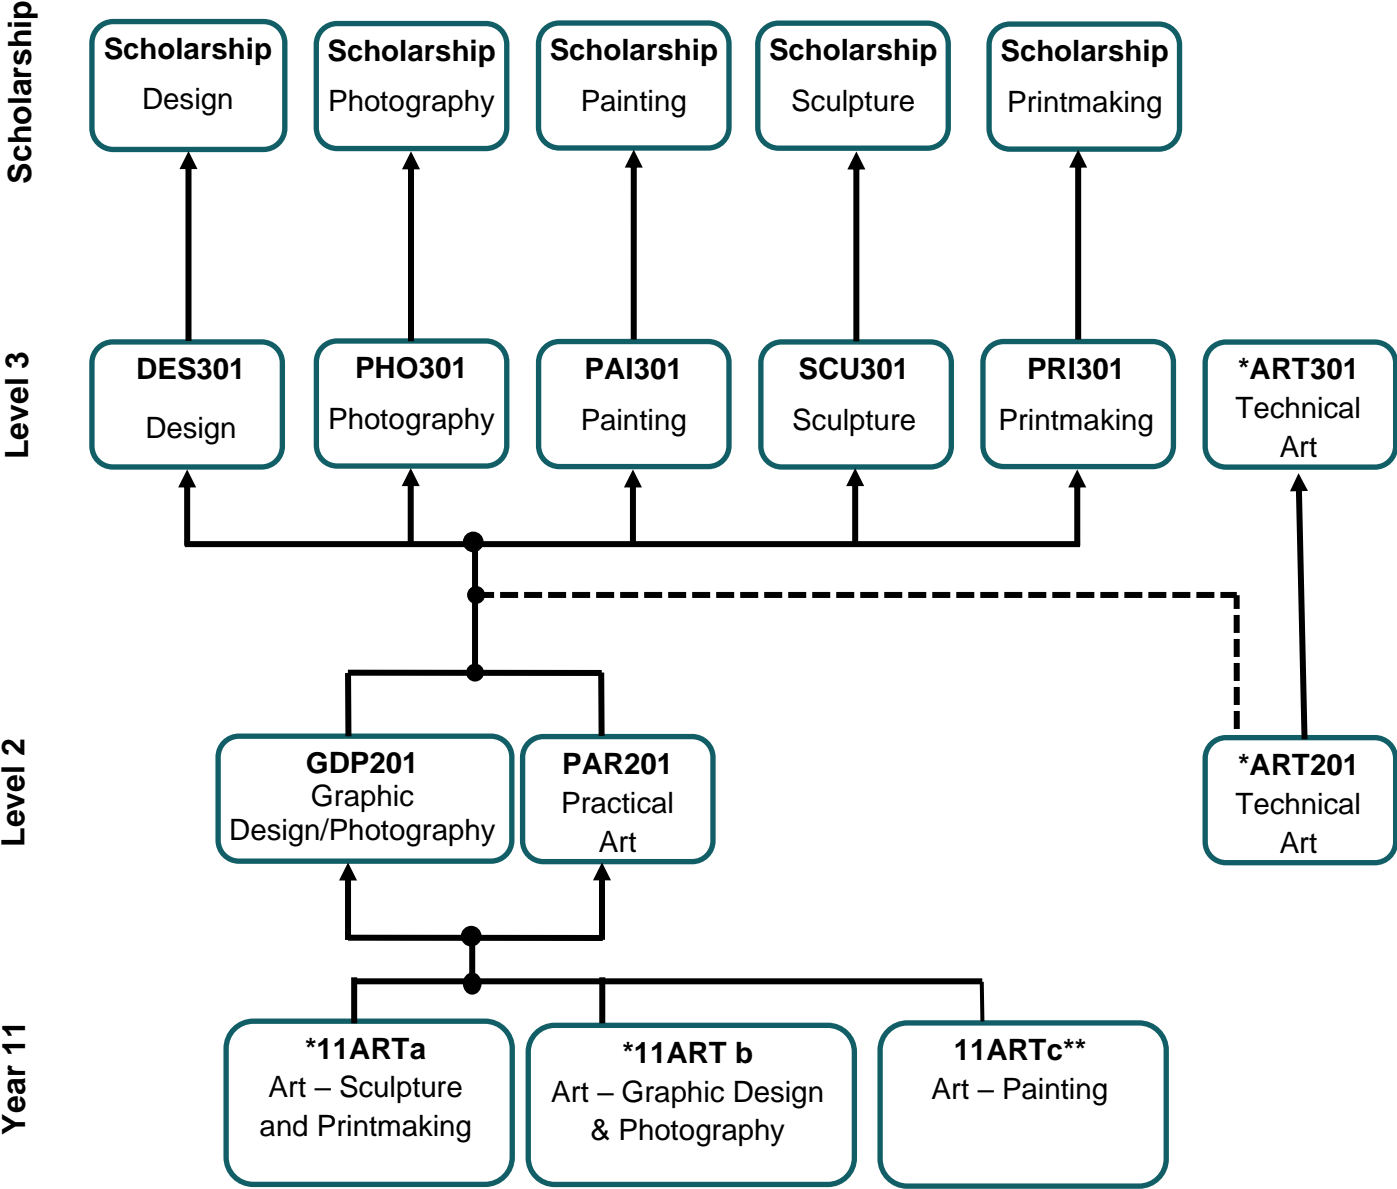 Scholarship
Scholarship
Design
Scholarship
Photography
Scholarship
Painting
Scholarship
Sculpture
Scholarship
Printmaking
Level 3
DES301
Design
PHO301
Photography
PAI301
Painting
SCU301
Sculpture
PRI301
Printmaking
*ART301
Technical
Art
Level 2
GDP201
Graphic
Design/Photography
PAR201
Practical
Art
*ART201
Technical
Art
Year 11
*11ARTa
Art – Sculpture
and Printmaking
*11ART b
Art – Graphic Design
& Photography
11ARTc**
Art – Painting